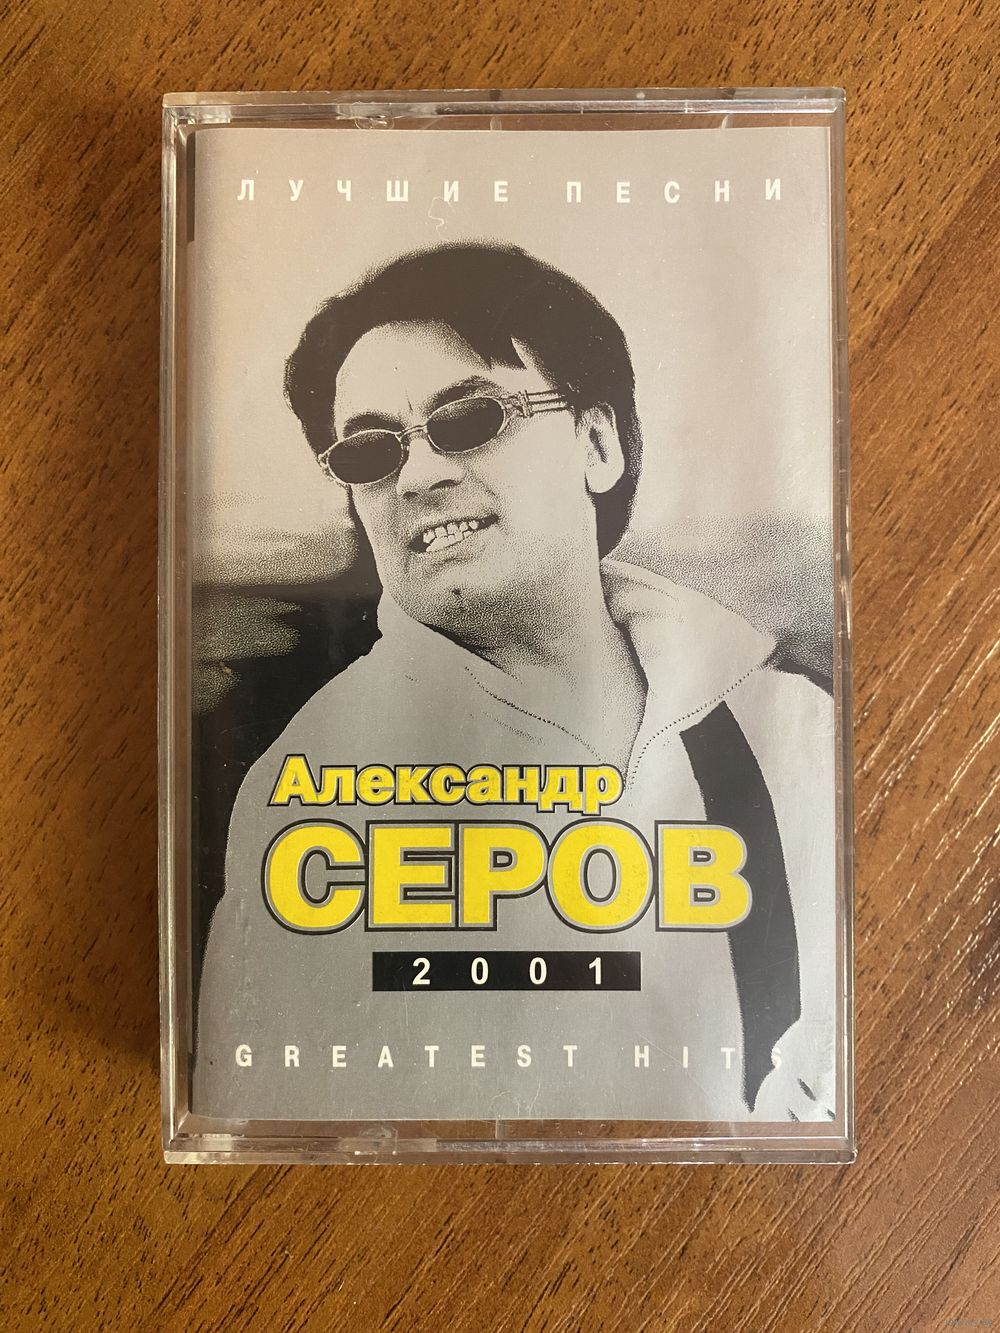 ЛУЧШИЕ ПЕСНИ
Александр
СЕРОВ
2001
GREATEST HITS